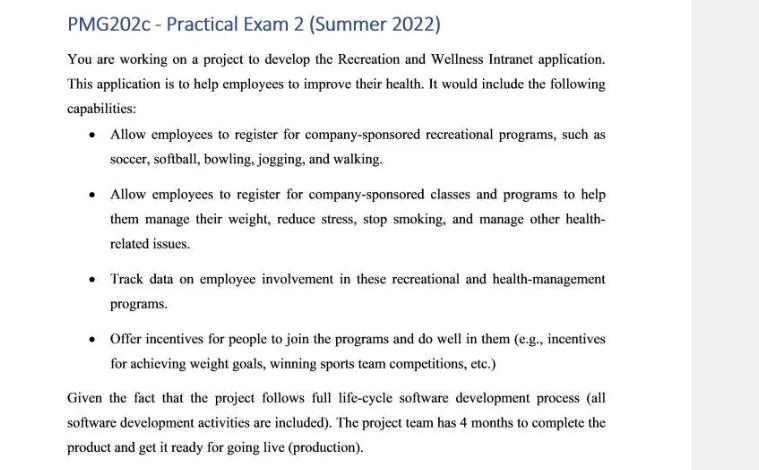 PMG202c - Practical Exam 2 (Summer 2022)
You are working on a project to develop the Recreation and Wellness Intranet application.
This application is to help employees to improve their health. It would include the following
capabilities:
• Allow employees to register for company-sponsored recreational programs, such as
soccer, softball, bowling, jogging, and walking.
• Allow employees to register for company-sponsored classes and programs to help
them manage their weight, reduce stress, stop smoking, and manage other health-
related issues.
• Track data on employee involvement in these recreational and health-management
programs.
• Offer incentives for people to join the programs and do well in them (e.g., incentives
for achieving weight goals, winning sports team competitions, etc.)
Given the fact that the project follows full life-cycle software development process (all
software development activities are included). The project team has 4 months to complete the
product and get it ready for going live (production).